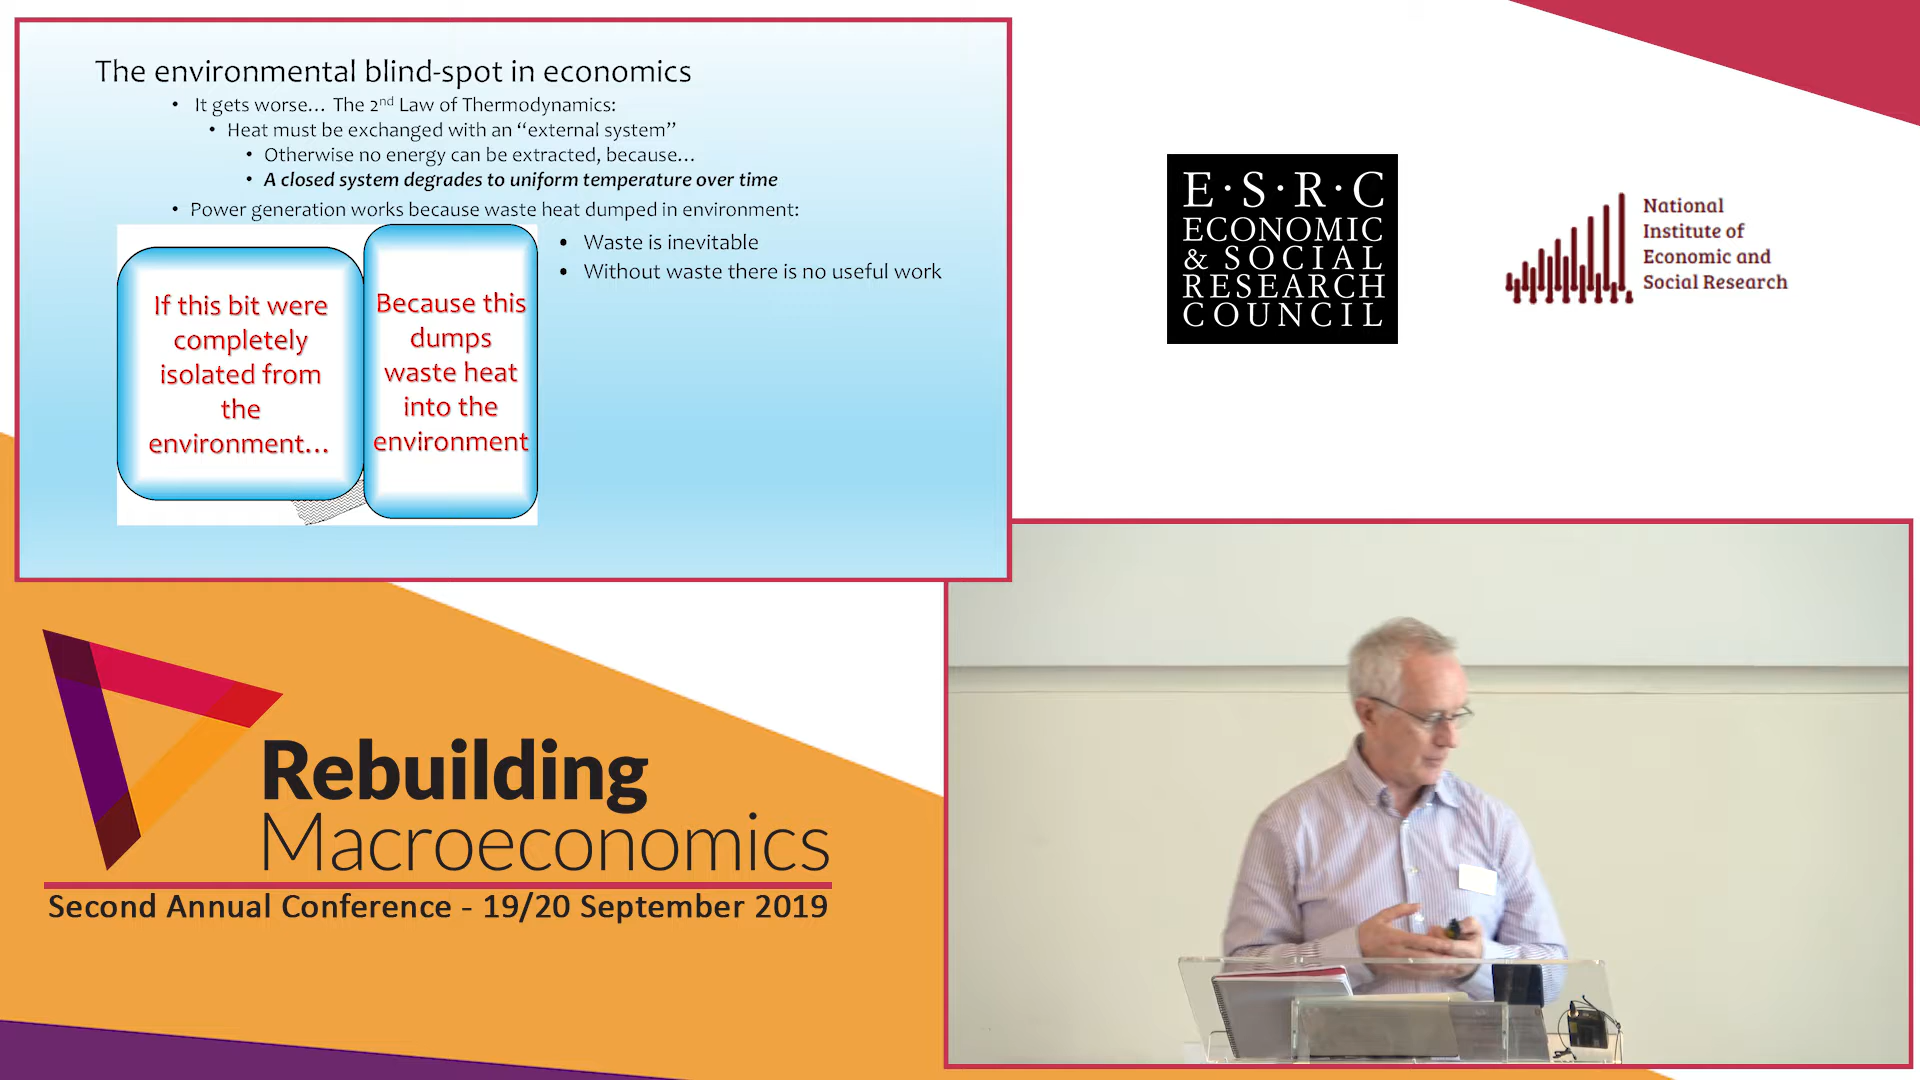 The environmental blind-spot in economics
• It gets worse… The 2nd Law of Thermodynamics:
• Heat must be exchanged with an “external system”
• Otherwise no energy can be extracted, because…
• A closed system degrades to uniform temperature over time
• Power generation works because waste heat dumped in environment:
• Waste is inevitable
• Without waste there is no useful work
If this bit were
completely
isolated from
the
environment…
Because this
dumps
waste heat
into the
environment
E·S·R·C
ECONOMIC
& SOCIAL
RESEARCH
COUNCIL
National
Institute of
Economic and
Social Research
Rebuilding
Macroeconomics
Second Annual Conference - 19/20 September 2019